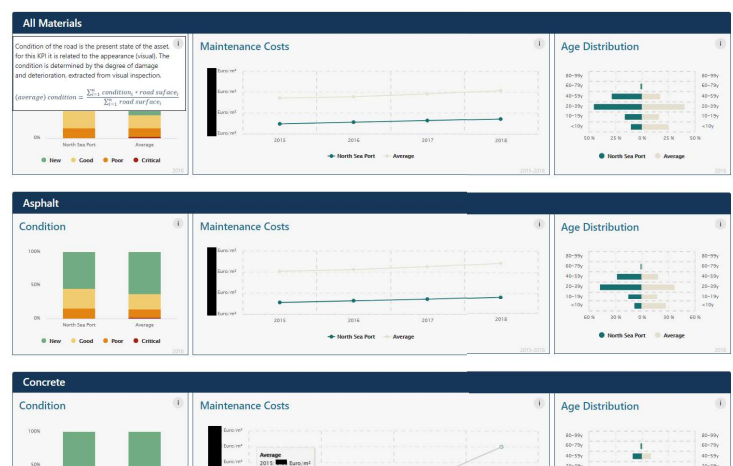 All Materials
Condition of the road is the present state of the asset,
for this KPI it is related to the appearance (visual). The
condition is determined by the degree of damage
and deterioration, extracted from visual inspection.
(average) condition = ∑ⁿᵢ₌₁ conditionᵢ * road sufaceᵢ / ∑ⁿᵢ₌₁ road surfaceᵢ
0%
North Sea Port Average
New Good Poor Critical
2018
i
Maintenance Costs
i
Euro/m²
Euro/m²
Euro/m²
Euro/m²
2015 2016 2017 2018
North Sea Port Average
2015-2018
Age Distribution
i
80-99y 80-99y
60-79y 60-79y
40-59y 40-59y
20-39y 20-39y
10-19y 10-19y
<10y <10y
50 % 25 % 0 % 25 % 50 %
North Sea Port Average
2018
Asphalt
Condition
i
100%
50%
0%
North Sea Port Average
New Good Poor Critical
2018
Maintenance Costs
i
Euro/m²
Euro/m²
Euro/m²
Euro/m²
2015 2016 2017 2018
North Sea Port Average
2015-2018
Age Distribution
i
80-99y 80-99y
60-79y 60-79y
40-59y 40-59y
20-39y 20-39y
10-19y 10-19y
<10y <10y
60 % 30 % 0 % 30 % 60 %
North Sea Port Average
2018
Concrete
Condition
i
100%
50%
Maintenance Costs
i
Euro/m²
Euro/m²
Euro/m²
Average
2015: Euro/m²
Age Distribution
i
80-99y 80-99y
60-79y 60-79y
40-59y 40-59y